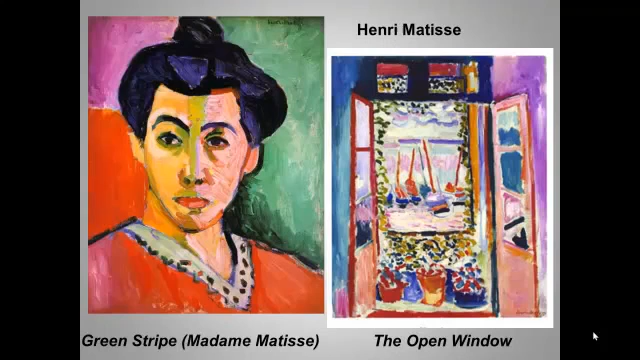 Henri Matisse
Green Stripe (Madame Matisse)
The Open Window